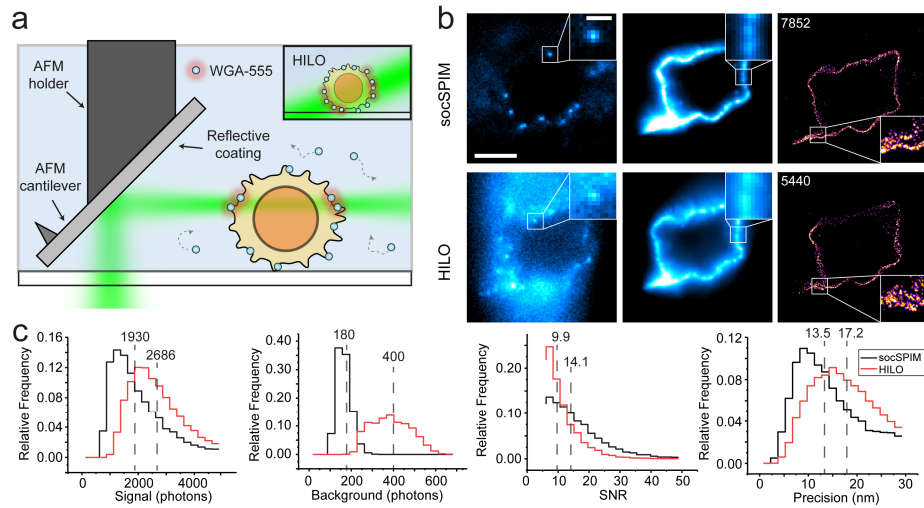 a
AFM
holder
WGA-555
HILO
Reflective
coating
AFM
cantilever
b
socSPIM
7852
HILO
5440
c
1930
2686
Relative Frequency
0.16
0.12
0.08
0.04
0.00
0
2000
4000
Signal (photons)
180
400
Relative Frequency
0.40
0.30
0.20
0.10
0.00
0
200
400
600
Background (photons)
9.9
14.1
Relative Frequency
0.30
0.20
0.10
0.00
0
10
20
30
40
50
SNR
13.5
17.2
socSPIM
HILO
Relative Frequency
0.12
0.08
0.04
0.00
0
10
20
30
Precision (nm)